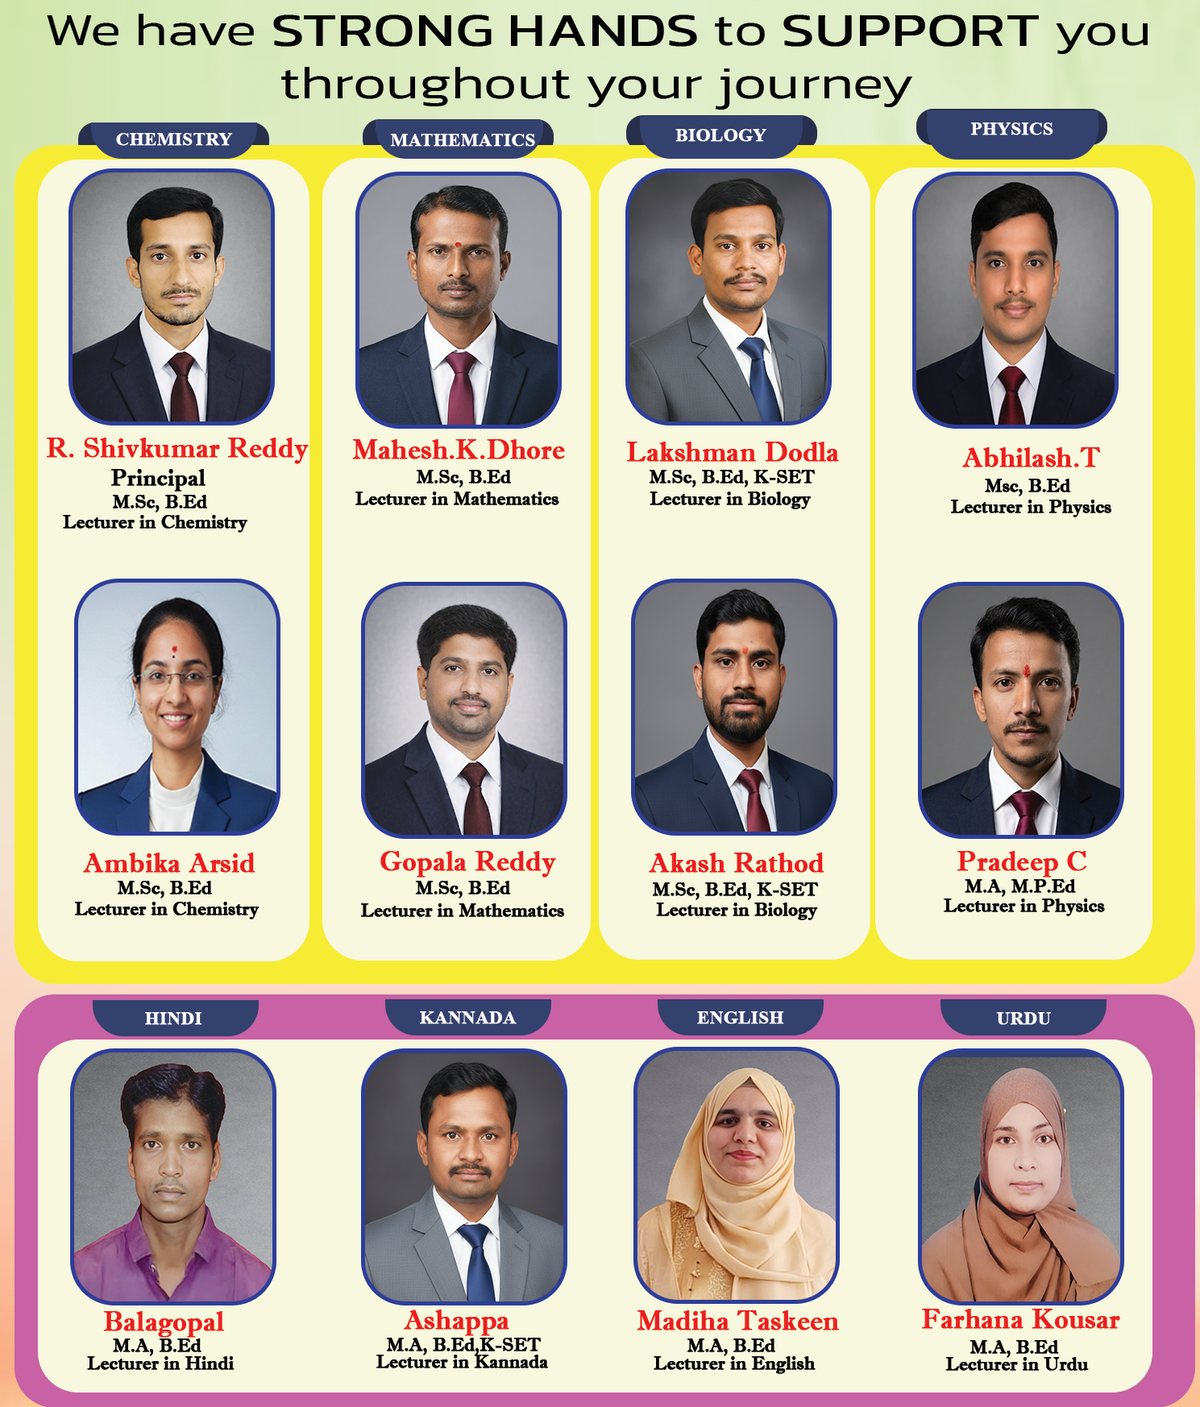 We have STRONG HANDS to SUPPORT you
throughout your journey
CHEMISTRY
MATHEMATICS
BIOLOGY
PHYSICS
R. Shivkumar Reddy
Principal
M.Sc, B.Ed
Lecturer in Chemistry
Mahesh.K.Dhore
M.Sc, B.Ed
Lecturer in Mathematics
Lakshman Dodla
M.Sc, B.Ed, K-SET
Lecturer in Biology
Abhilash.T
Msc, B.Ed
Lecturer in Physics
Ambika Arsid
M.Sc, B.Ed
Lecturer in Chemistry
Gopala Reddy
M.Sc, B.Ed
Lecturer in Mathematics
Akash Rathod
M.Sc, B.Ed, K-SET
Lecturer in Biology
Pradeep C
M.A, M.P.Ed
Lecturer in Physics
HINDI
KANNADA
ENGLISH
URDU
Balagopal
M.A, B.Ed
Lecturer in Hindi
Ashappa
M.A, B.Ed,K-SET
Lecturer in Kannada
Madiha Taskeen
M.A, B.Ed
Lecturer in English
Farhana Kousar
M.A, B.Ed
Lecturer in Urdu